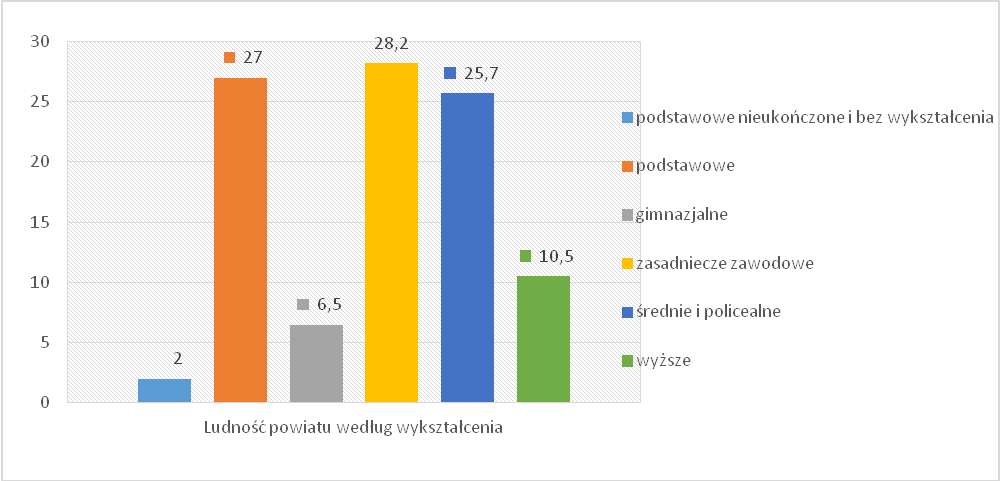 30
25
20
15
10
5
0
2
27
6,5
28,2
25,7
10,5
Ludność powiatu według wykształcenia
podstawowe nieukończone i bez wykształcenia
podstawowe
gimnazjalne
zasadniecze zawodowe
średnie i policealne
wyższe